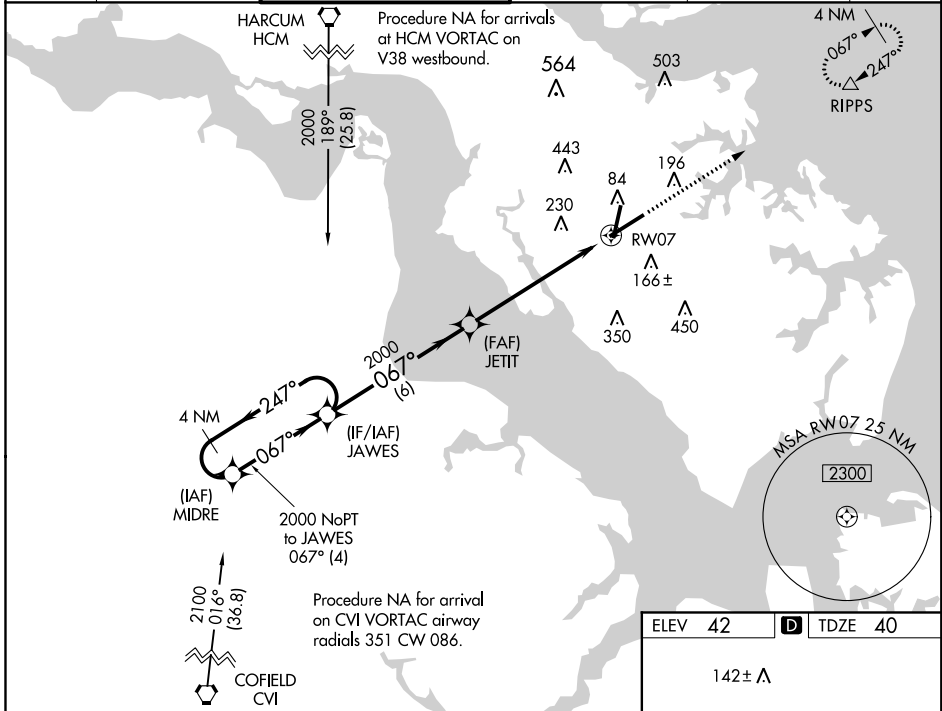 HARCUM
HCM
Procedure NA for arrivals
at HCM VORTAC on
V38 westbound.
4 NM
067°
247°
RIPPS
564
503
2000
189°
(25.8)
443
196
84
230
RW07
166±
350
450
(FAF)
JETIT
2000
067°
(6)
247°
4 NM
067°
(IF/IAF)
JAWES
(IAF)
MIDRE
2000 NoPT
to JAWES
067° (4)
MSA RW07 25 NM
2300
2100
016°
(36.8)
Procedure NA for arrival
on CVI VORTAC airway
radials 351 CW 086.
COFIELD
CVI
ELEV 42 D TDZE 40
142±